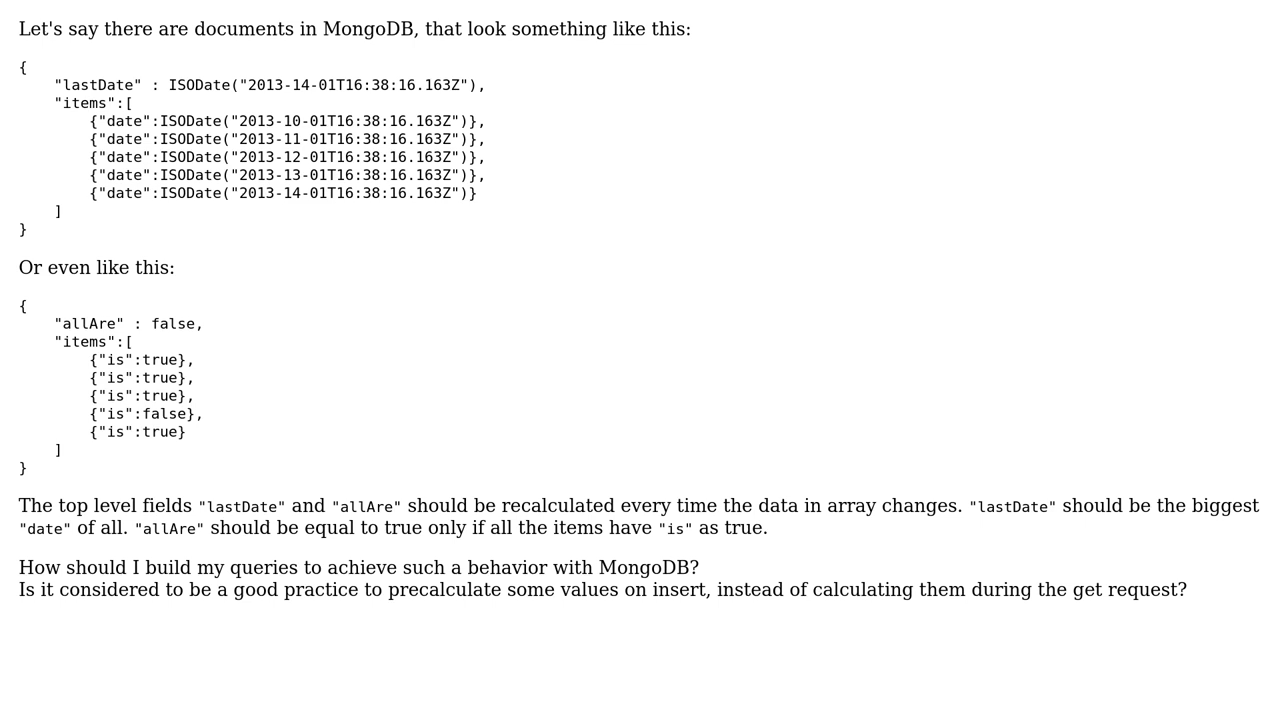 Let's say there are documents in MongoDB, that look something like this:
{
    "lastDate" : ISODate("2013-14-01T16:38:16.163Z"),
    "items":[
        {"date":ISODate("2013-10-01T16:38:16.163Z")},
        {"date":ISODate("2013-11-01T16:38:16.163Z")},
        {"date":ISODate("2013-12-01T16:38:16.163Z")},
        {"date":ISODate("2013-13-01T16:38:16.163Z")},
        {"date":ISODate("2013-14-01T16:38:16.163Z")}
    ]
}
Or even like this:
{
    "allAre" : false,
    "items":[
        {"is":true},
        {"is":true},
        {"is":true},
        {"is":false},
        {"is":true}
    ]
}
The top level fields "lastDate" and "allAre" should be recalculated every time the data in array changes. "lastDate" should be the biggest
"date" of all. "allAre" should be equal to true only if all the items have "is" as true.
How should I build my queries to achieve such a behavior with MongoDB?
Is it considered to be a good practice to precalculate some values on insert, instead of calculating them during the get request?